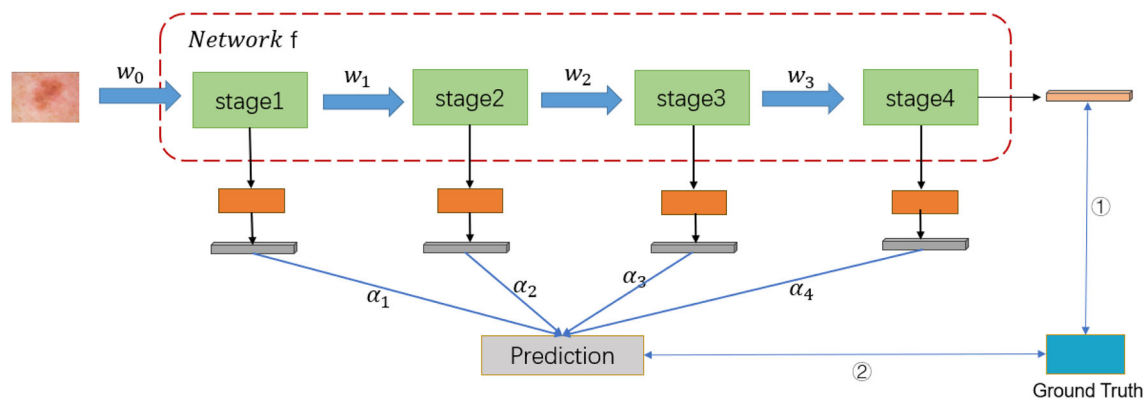 Network f
w₀
w₁
w₂
w₃
stage1
stage2
stage3
stage4
①
α₁
α₂
α₃
α₄
Prediction
②
Ground Truth